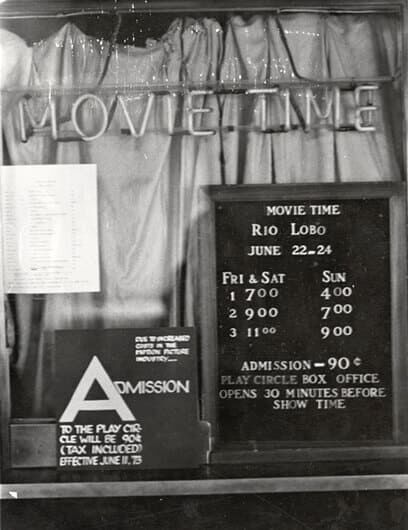 MOVIE TIME
MOVIE TIME
RIO LOBO
JUNE 22-24
FRI & SAT SUN
1 7 00 4 00
2 9 00 7 00
3 11 00 9 00
ADMISSION - 90 ¢
PLAY CIRCLE BOX OFFICE
OPENS 30 MINUTES BEFORE
SHOW TIME
DUE TO INCREASED
COSTS IN THE
MOTION PICTURE
INDUSTRY....
ADMISSION
TO THE PLAY CIR-
CLE WILL BE 90¢
(TAX INCLUDED)
EFFECTIVE JUNE 11, '73